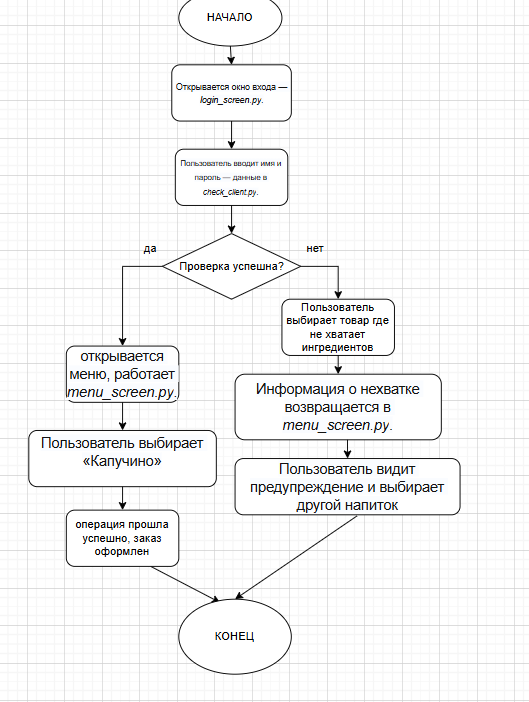 НАЧАЛО
Открывается окно входа —
login_screen.py.
Пользователь вводит имя и
пароль — данные в
check_client.py.
да
нет
Проверка успешна?
Пользователь
выбирает товар где
не хватает
ингредиентов
открывается
меню, работает
menu_screen.py.
Информация о нехватке
возвращается в
menu_screen.py.
Пользователь выбирает
«Капучино»
Пользователь видит
предупреждение и выбирает
другой напиток
операция прошла
успешно, заказ
оформлен
КОНЕЦ